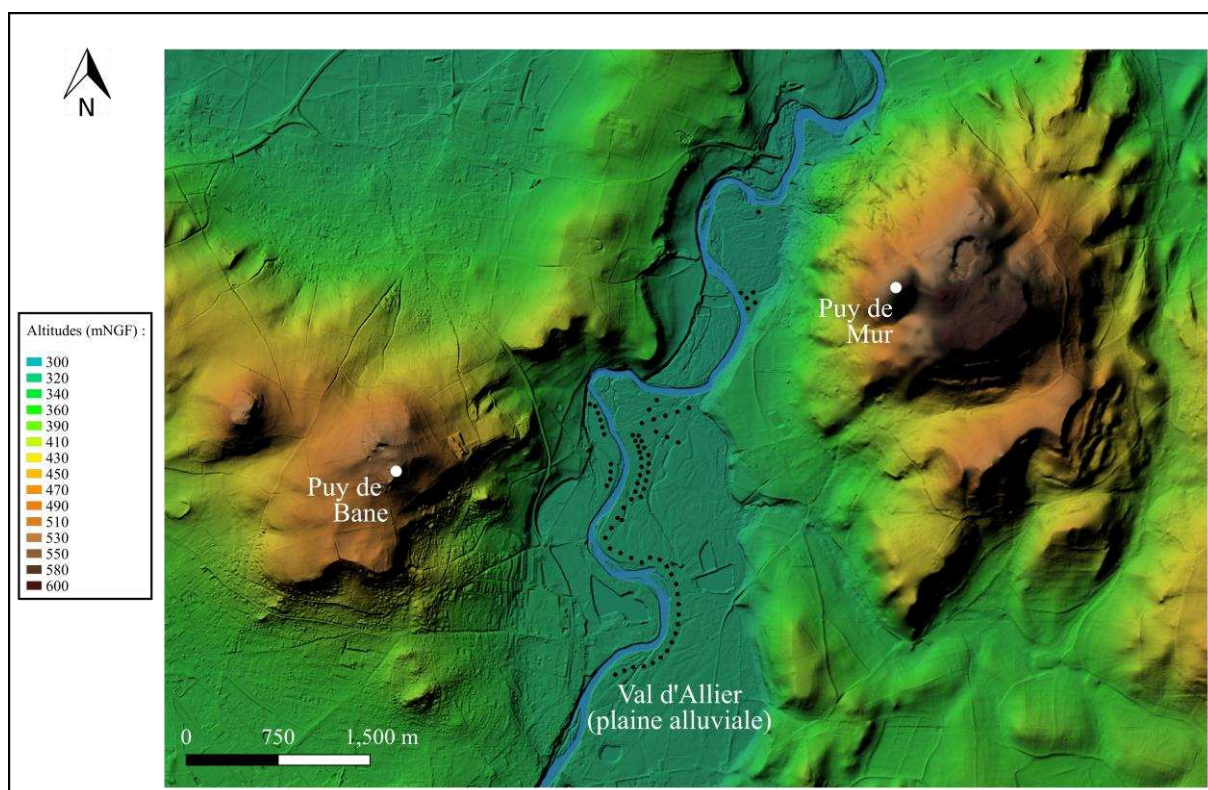 N
Altitudes (mNGF) :
300
320
340
360
390
410
430
450
470
490
510
530
550
580
600
Puy de
Mur
Puy de
Bane
Val d'Allier
(plaine alluviale)
0 750 1,500 m